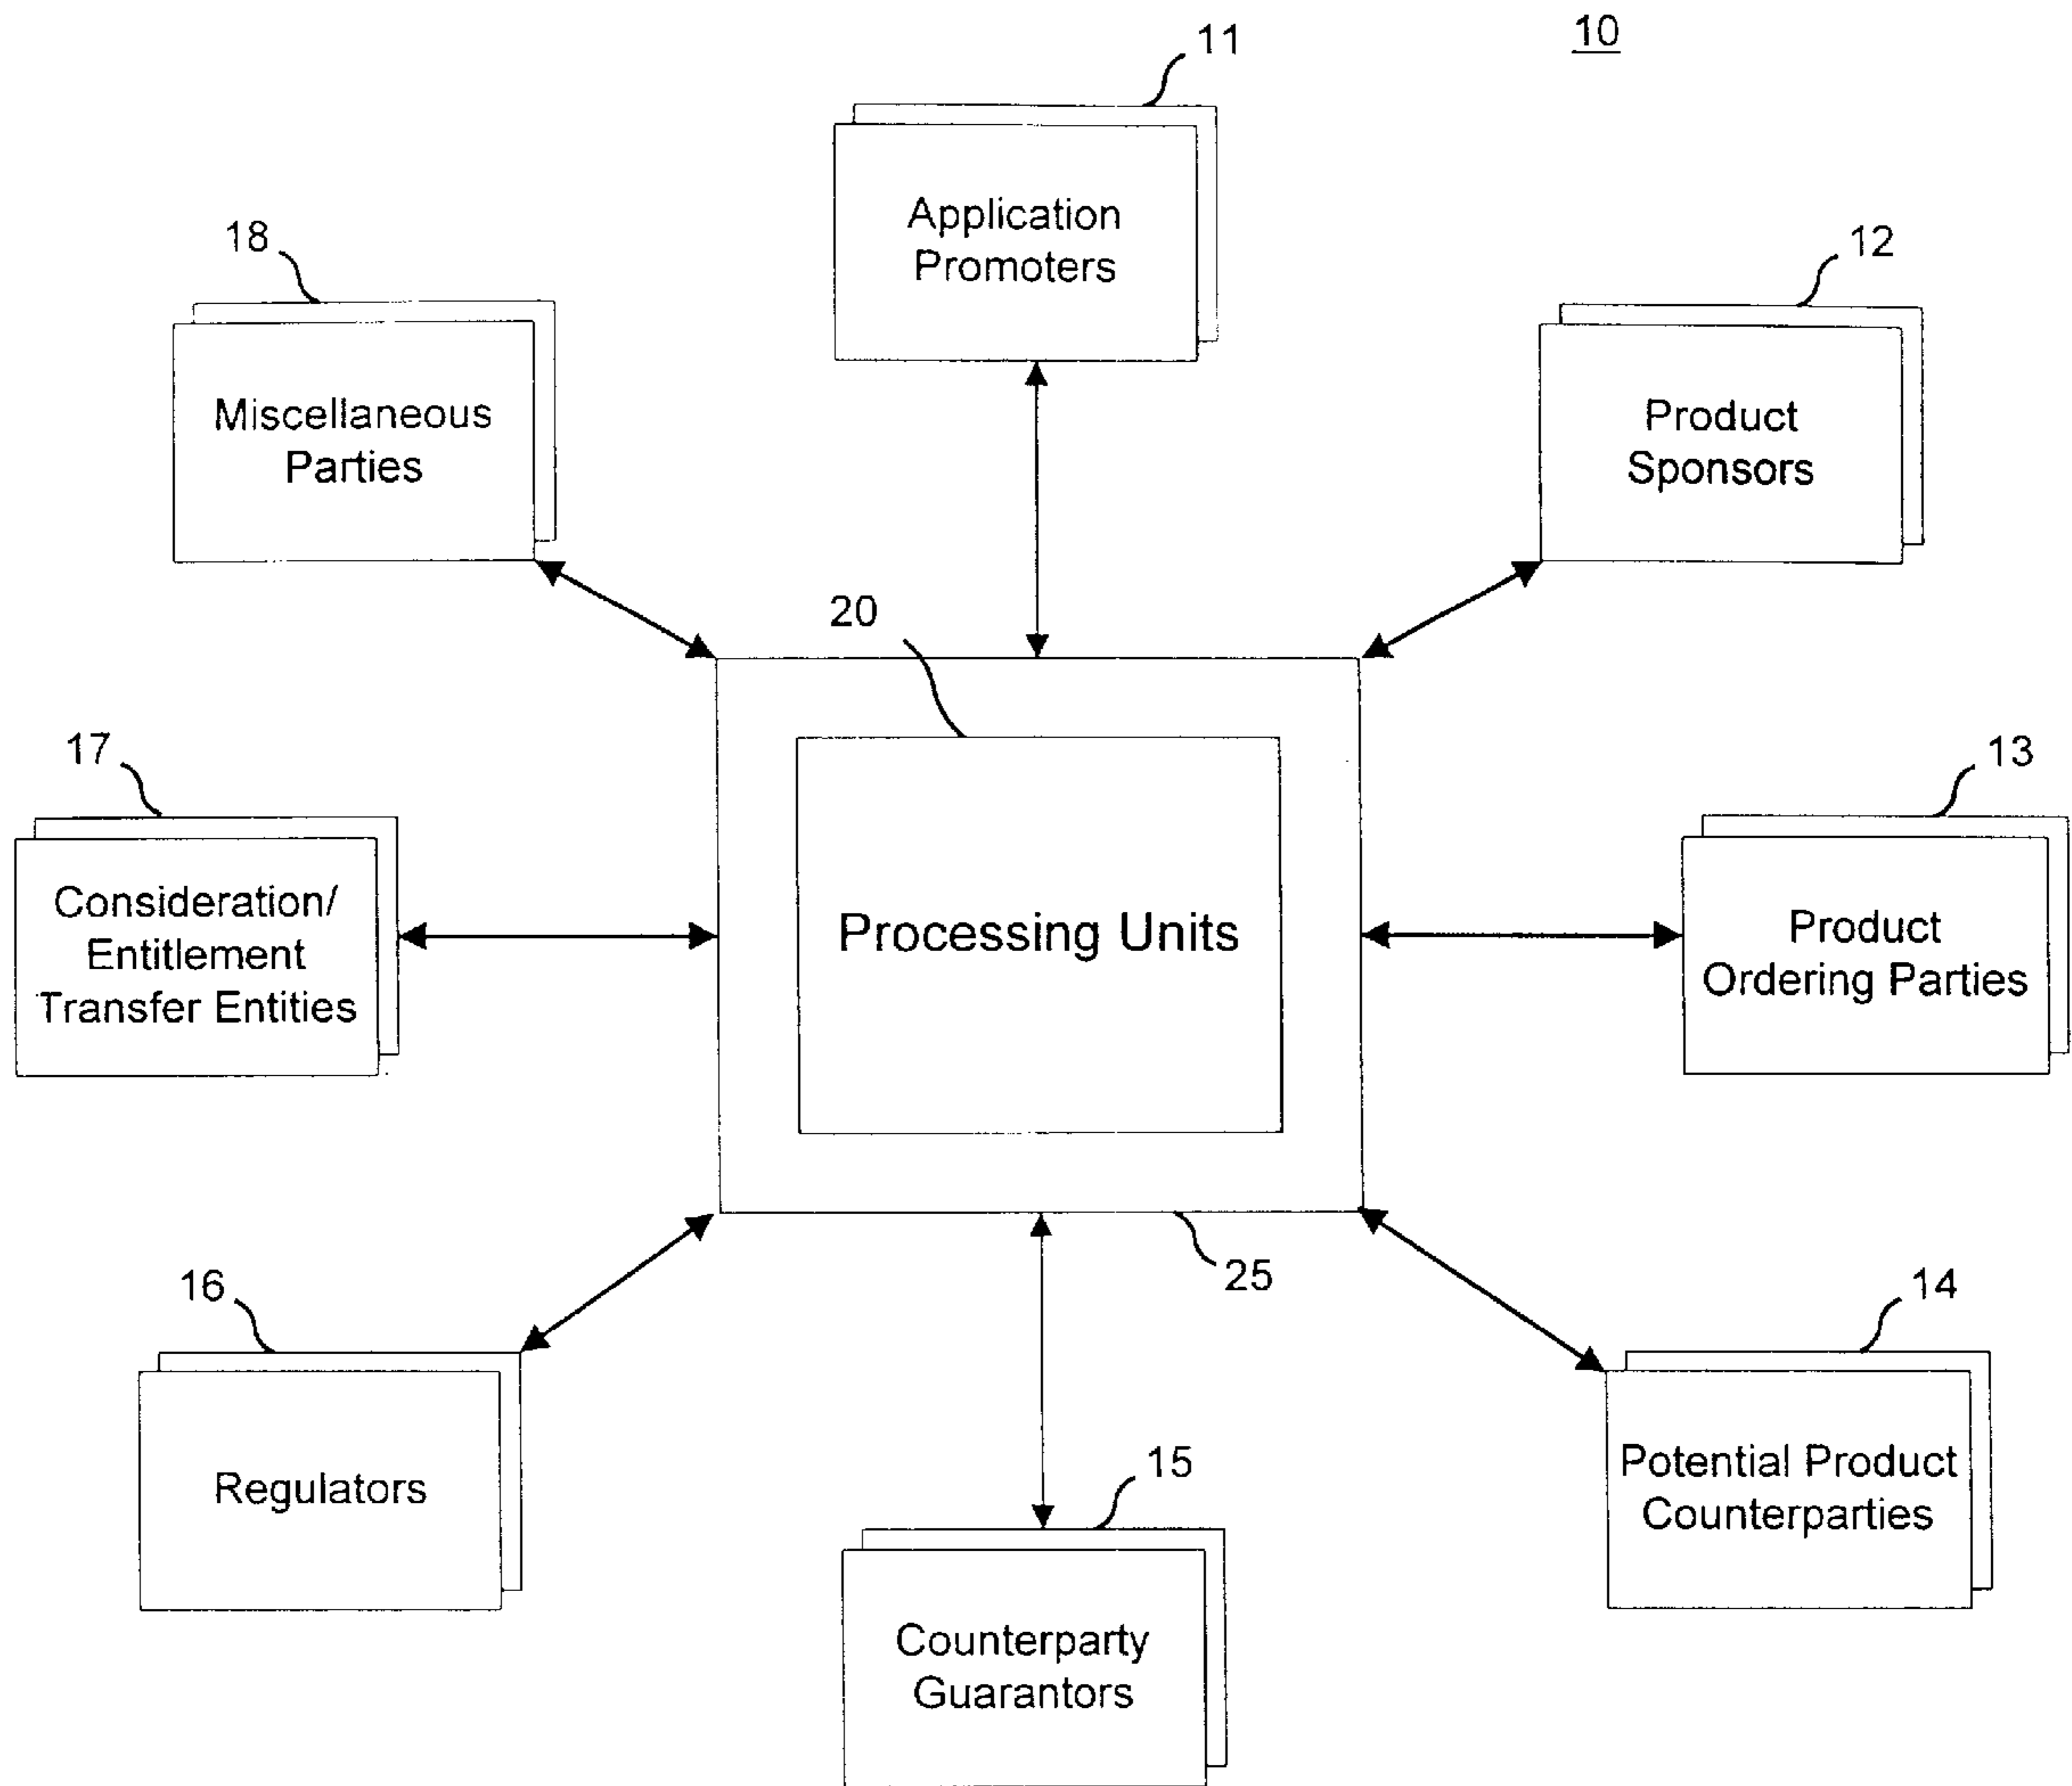 10
11
Application
Promoters
18
Miscellaneous
Parties
12
Product
Sponsors
20
Processing Units
17
Consideration/
Entitlement
Transfer Entities
13
Product
Ordering Parties
25
16
Regulators
15
Counterparty
Guarantors
14
Potential Product
Counterparties